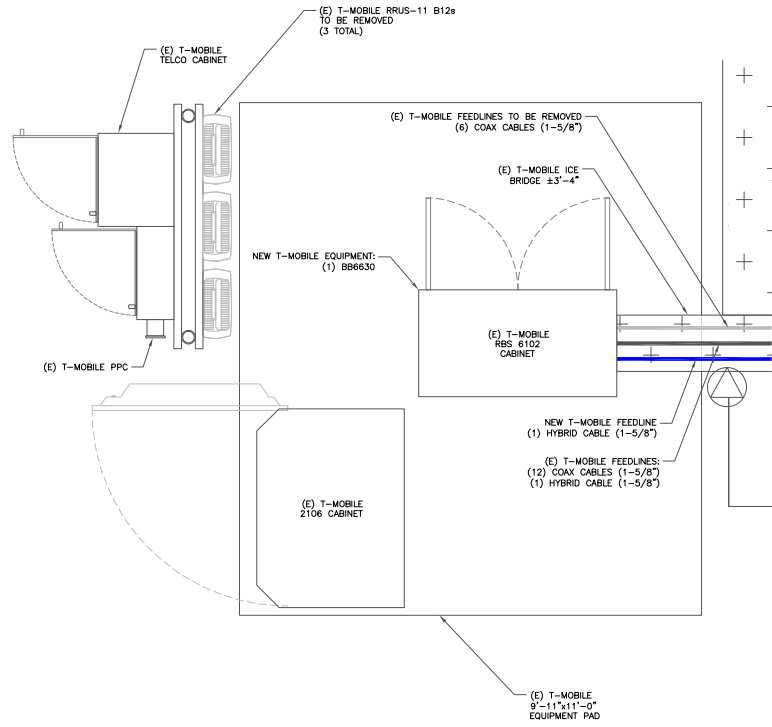 (E) T-MOBILE RRUS-11 B12s
TO BE REMOVED
(3 TOTAL)
(E) T-MOBILE
TELCO CABINET
(E) T-MOBILE FEEDLINES TO BE REMOVED
(6) COAX CABLES (1-5/8")
(E) T-MOBILE ICE
BRIDGE ±3'-4"
NEW T-MOBILE EQUIPMENT:
(1) BB6630
(E) T-MOBILE
RBS 6102
CABINET
(E) T-MOBILE PPC
NEW T-MOBILE FEEDLINE
(1) HYBRID CABLE (1-5/8")
(E) T-MOBILE FEEDLINES:
(12) COAX CABLES (1-5/8")
(1) HYBRID CABLE (1-5/8")
(E) T-MOBILE
2106 CABINET
(E) T-MOBILE
9'-11"x11'-0"
EQUIPMENT PAD